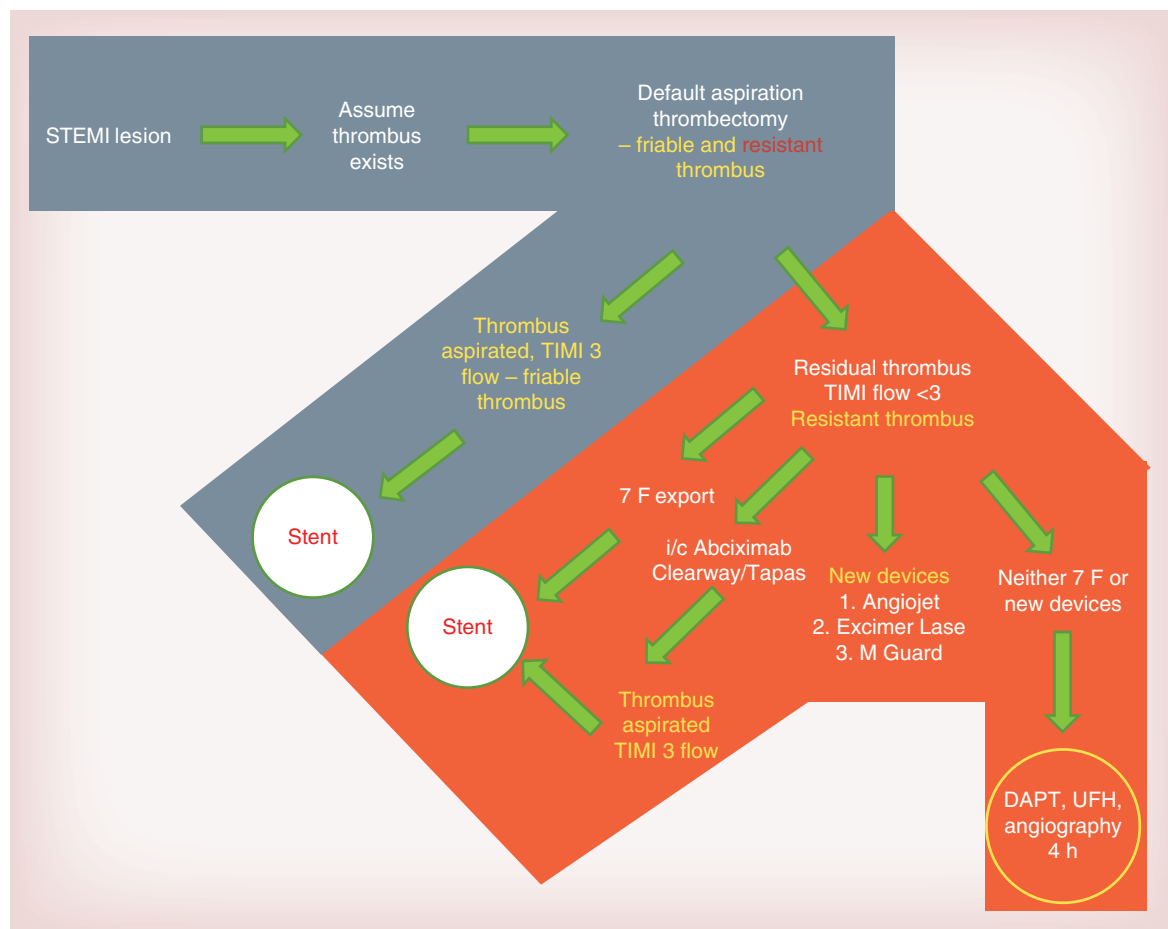 STEMI lesion
Assume
thrombus
exists
Default aspiration
thrombectomy
– friable and resistant
thrombus
Thrombus
aspirated, TIMI 3
flow – friable
thrombus
Stent
Residual thrombus
TIMI flow <3
Resistant thrombus
7 F export
i/c Abciximab
Clearway/Tapas
Stent
Thrombus
aspirated
TIMI 3 flow
New devices
1. Angiojet
2. Excimer Lase
3. M Guard
Neither 7 F or
new devices
DAPT, UFH,
angiography
4 h